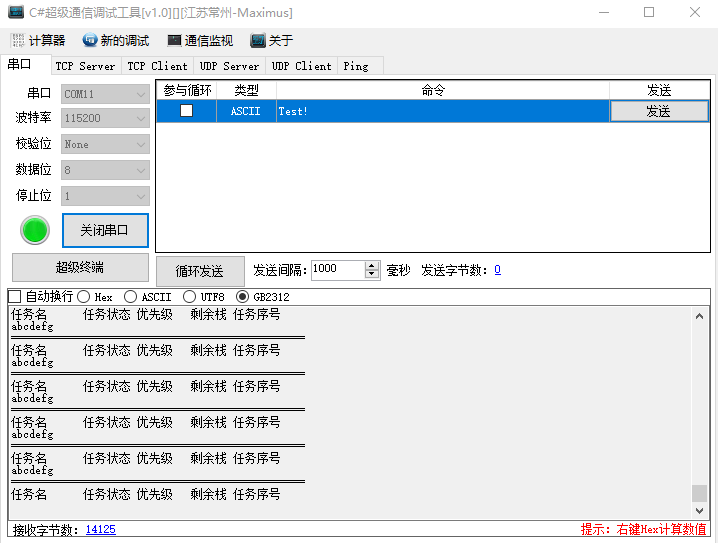 C#超级通信调试工具[v1.0][][江苏常州-Maximus]
计算器 新的调试 通信监视 关于
串口 TCP Server TCP Client UDP Server UDP Client Ping
串口 COM11
波特率 115200
校验位 None
数据位 8
停止位 1
关闭串口
超级终端
参与循环 类型 命令 发送
ASCII Test! 发送
循环发送 发送间隔: 1000 毫秒 发送字节数: 0
自动换行 Hex ASCII UTF8 GB2312
任务名 任务状态 优先级 剩余栈 任务序号
abcdefg
任务名 任务状态 优先级 剩余栈 任务序号
abcdefg
任务名 任务状态 优先级 剩余栈 任务序号
abcdefg
任务名 任务状态 优先级 剩余栈 任务序号
abcdefg
任务名 任务状态 优先级 剩余栈 任务序号
abcdefg
任务名 任务状态 优先级 剩余栈 任务序号
接收字节数: 14125 提示: 右键Hex计算数值